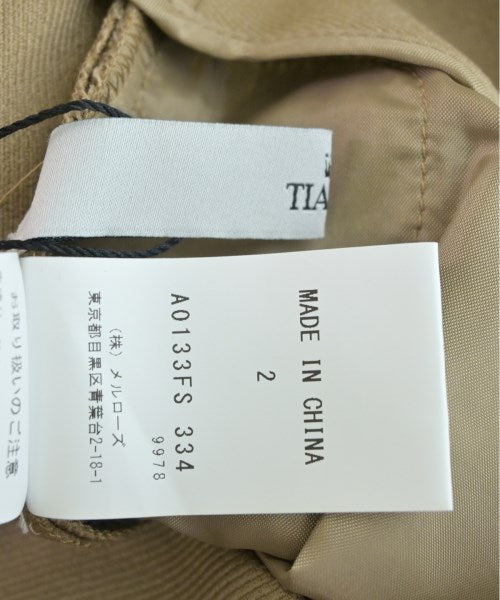 TIA
MADE IN CHINA
2
A0133FS 334
9978
(株) メルローズ
東京都目黒区青葉台2-18-1
お取り扱いのご注意